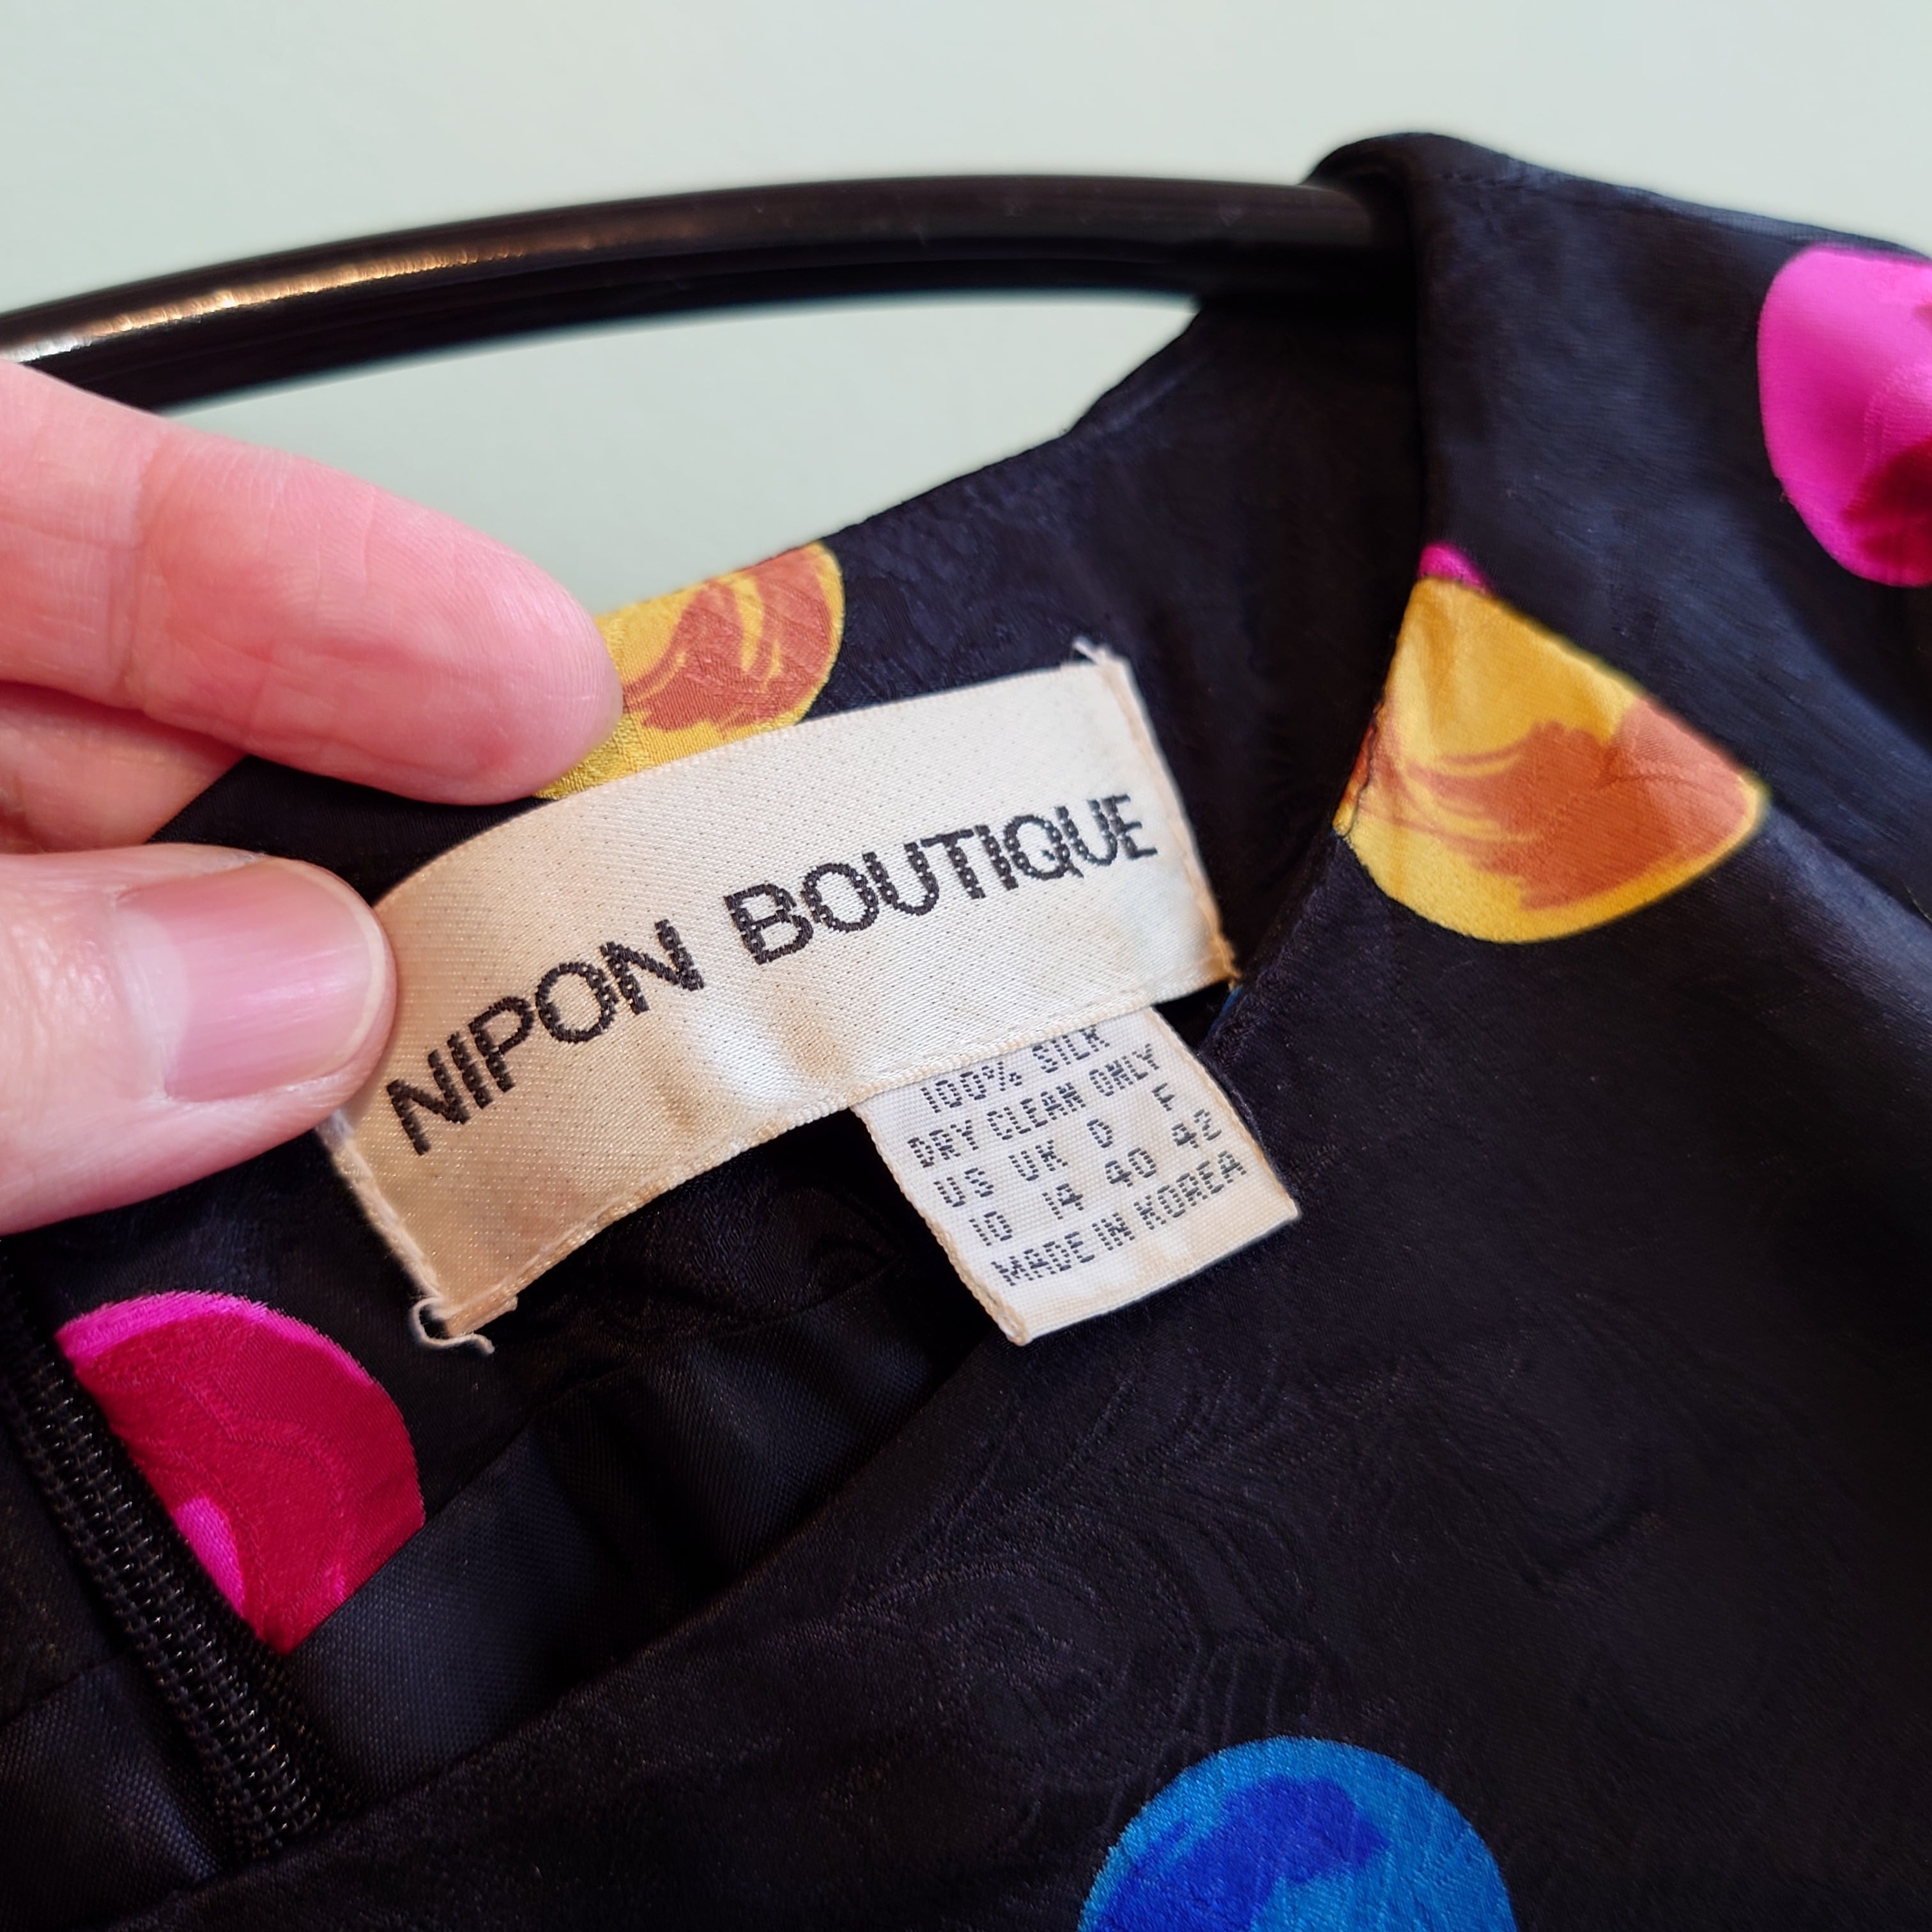 NIPON BOUTIQUE
100% SILK
DRY CLEAN ONLY
US UK D F
10 14 40 42
MADE IN KOREA